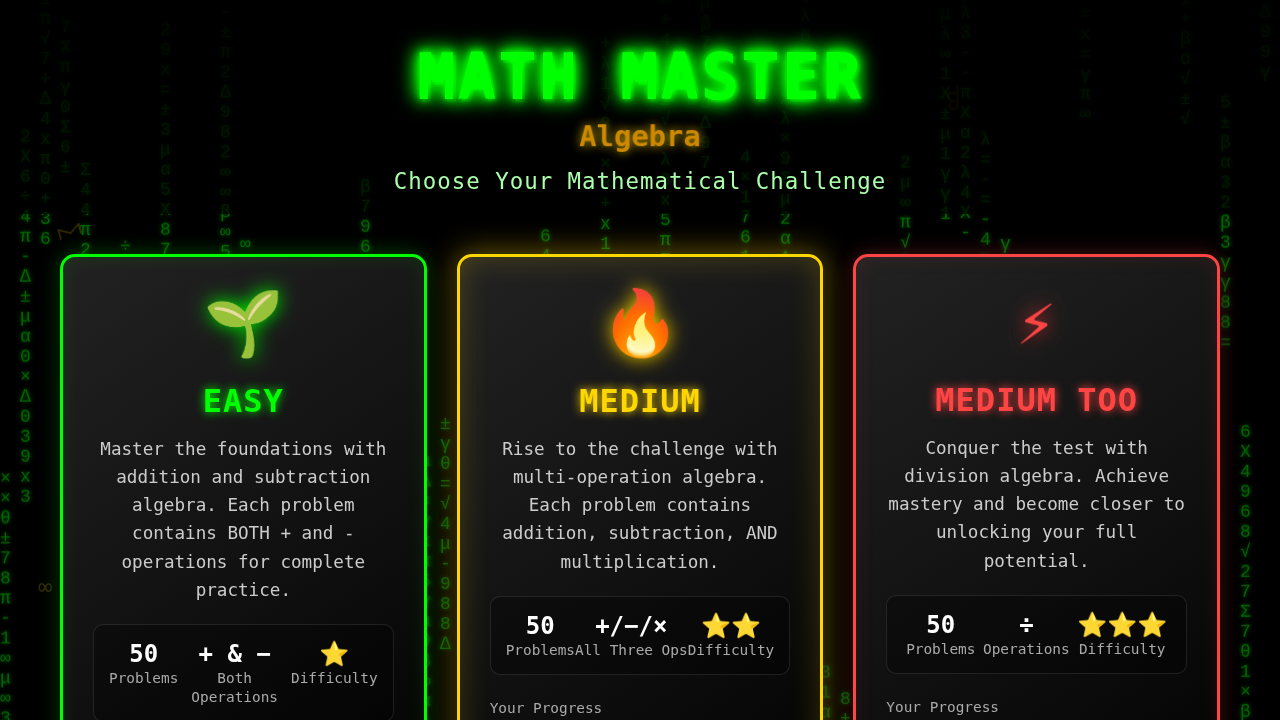 MATH MASTER
Algebra
Choose Your Mathematical Challenge
EASY
Master the foundations with
addition and subtraction
algebra. Each problem
contains BOTH + and -
operations for complete
practice.
50
Problems
+ & −
Both
Operations
⭐
Difficulty
MEDIUM
Rise to the challenge with
multi-operation algebra.
Each problem contains
addition, subtraction, AND
multiplication.
50
Problems
+/−/×
All Three Ops
⭐⭐
Difficulty
Your Progress
MEDIUM TOO
Conquer the test with
division algebra. Achieve
mastery and become closer to
unlocking your full
potential.
50
Problems
÷
Operations
⭐⭐⭐
Difficulty
Your Progress